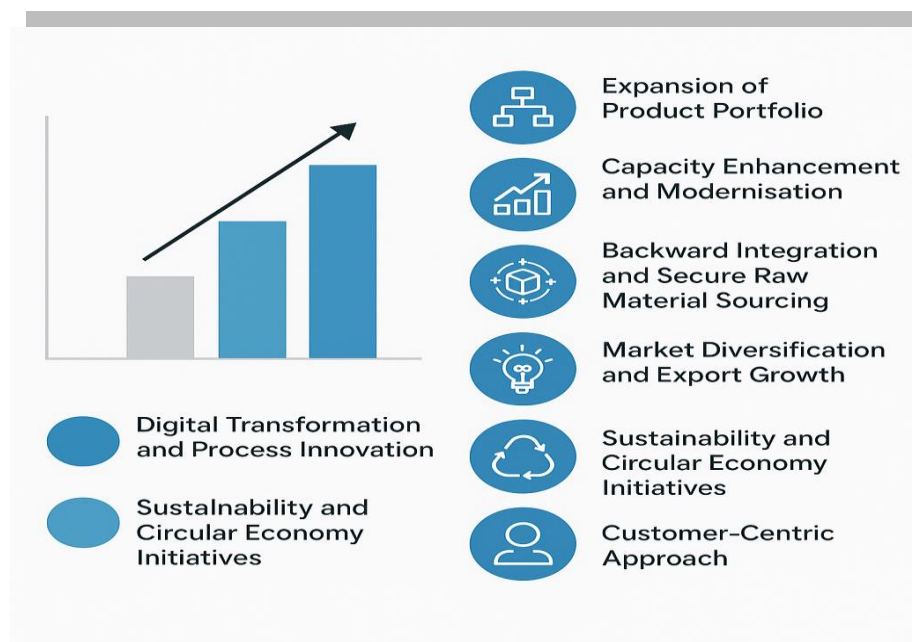 Digital Transformation
and Process Innovation
Sustalnability and
Circular Economy
Initiatives
Expansion of
Product Portfolio
Capacity Enhancement
and Modernisation
Backward Integration
and Secure Raw
Material Sourcing
Market Diversification
and Export Growth
Sustainability and
Circular Economy
Initiatives
Customer-Centric
Approach